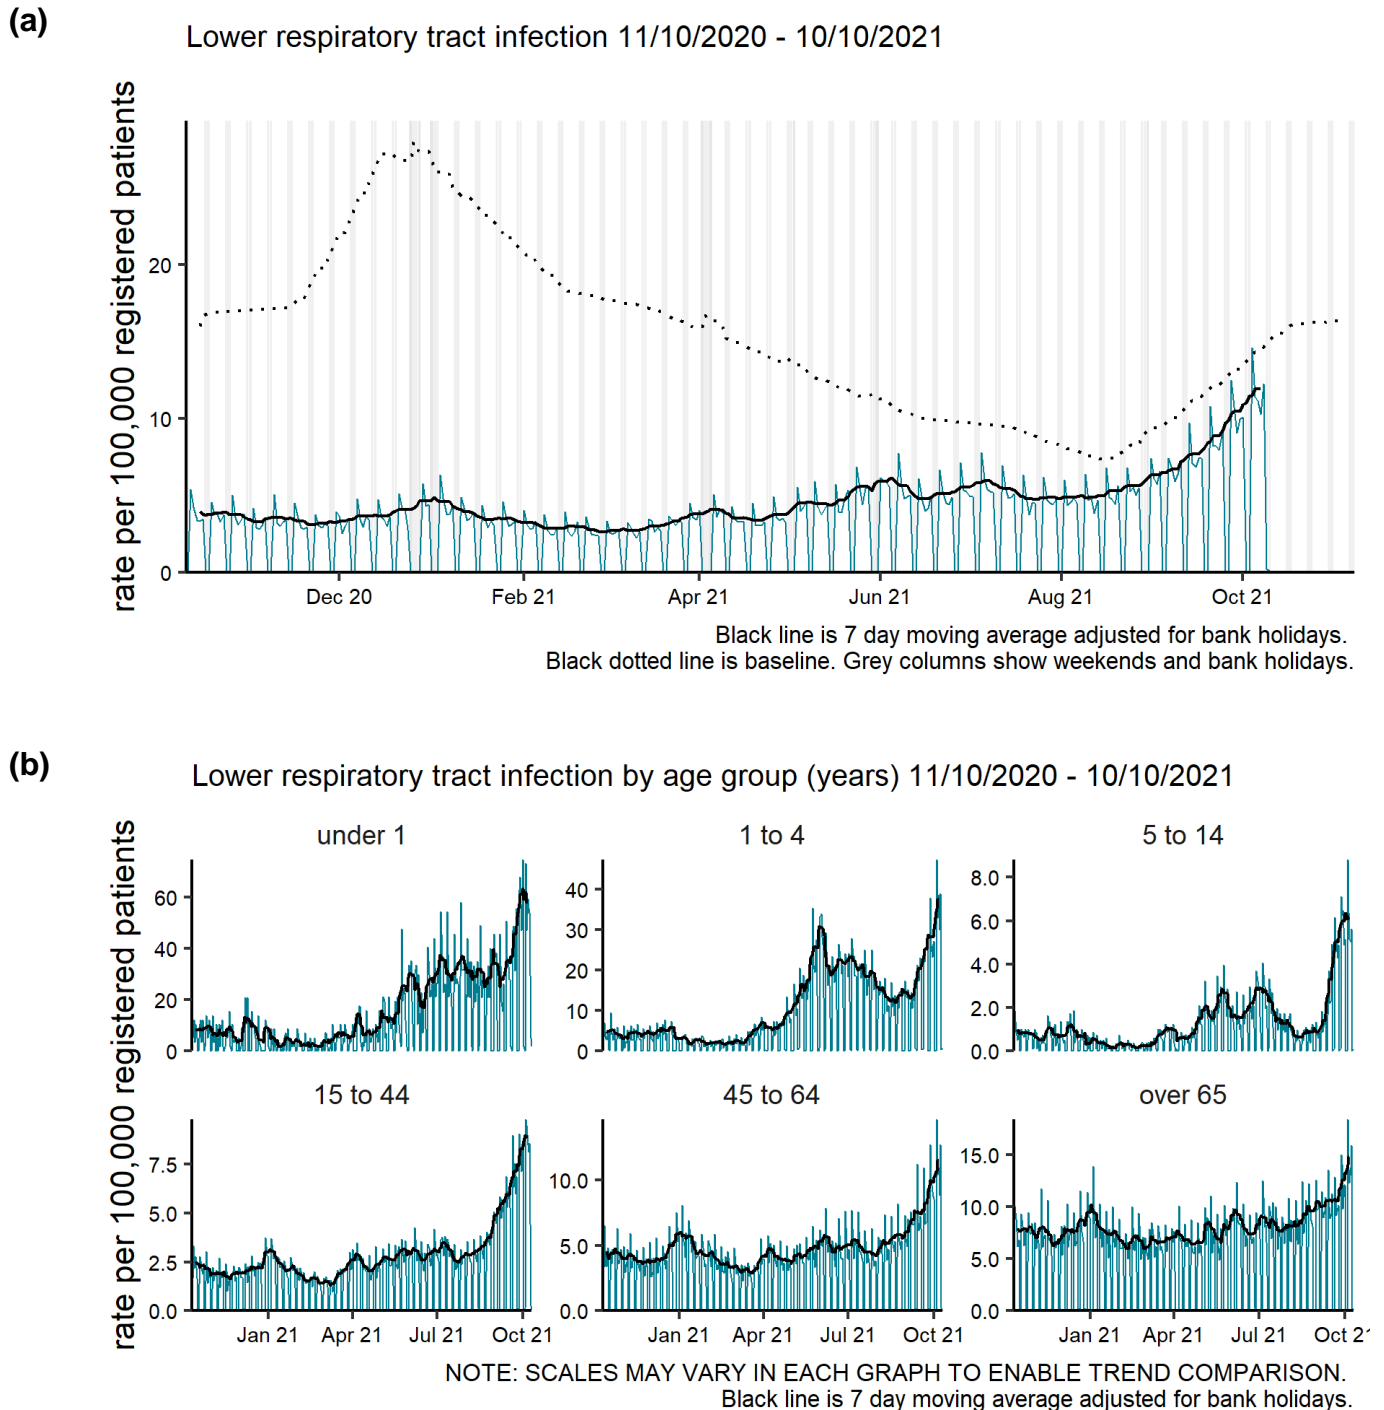 (a)
Lower respiratory tract infection 11/10/2020 - 10/10/2021
rate per 100,000 registered patients
20
10
0
Dec 20 Feb 21 Apr 21 Jun 21 Aug 21 Oct 21
Black line is 7 day moving average adjusted for bank holidays.
Black dotted line is baseline. Grey columns show weekends and bank holidays.
(b)
Lower respiratory tract infection by age group (years) 11/10/2020 - 10/10/2021
rate per 100,000 registered patients
under 1 1 to 4 5 to 14
60
40
20
0
40
30
20
10
0
8.0
6.0
4.0
2.0
0.0
15 to 44 45 to 64 over 65
7.5
5.0
2.5
0.0
10.0
5.0
0.0
15.0
10.0
5.0
0.0
Jan 21 Apr 21 Jul 21 Oct 21 Jan 21 Apr 21 Jul 21 Oct 21 Jan 21 Apr 21 Jul 21 Oct
NOTE: SCALES MAY VARY IN EACH GRAPH TO ENABLE TREND COMPARISON.
Black line is 7 day moving average adjusted for bank holidays.